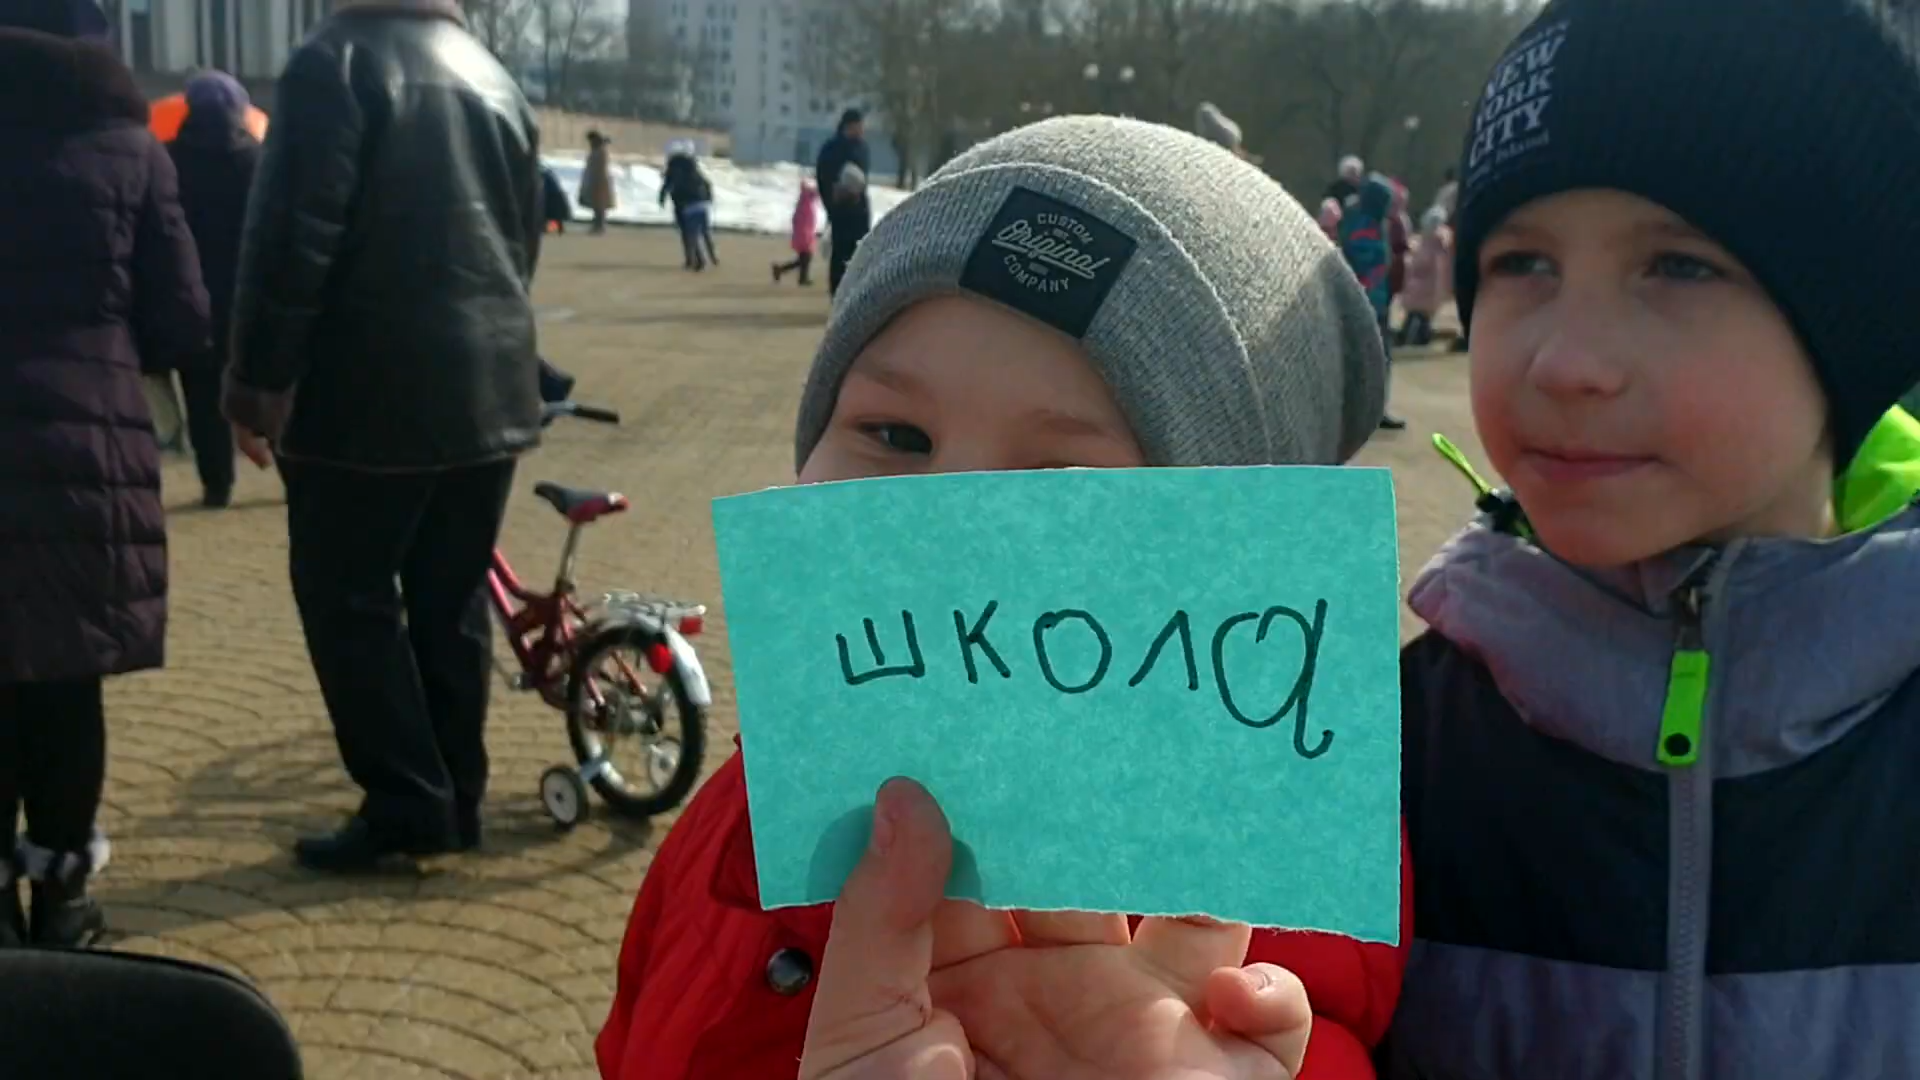 NEW
YORK
CITY
CUSTOM
Original
COMPANY
школа